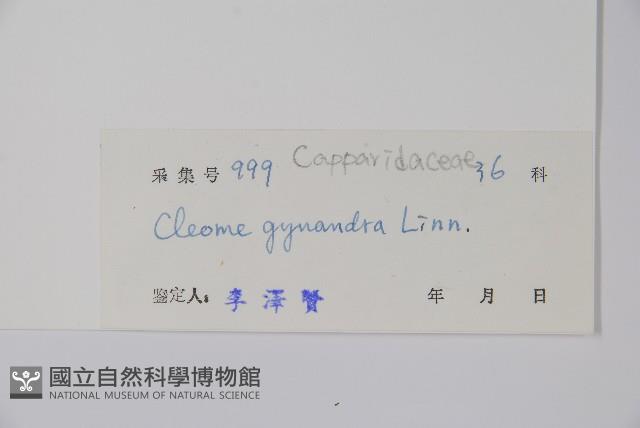 采集号 999 Capparidaceae 36 科
Cleome gynandra Linn.
鉴定人: 李澤賢 年 月 日
國立自然科學博物館
NATIONAL MUSEUM OF NATURAL SCIENCE